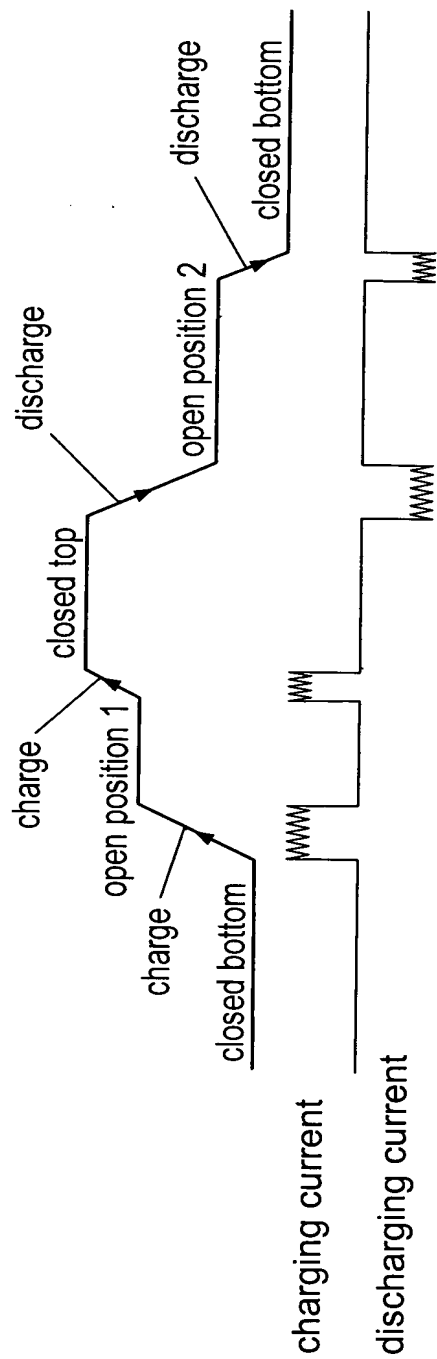 closed bottom
charge
open position 1
charge
closed top
discharge
open position 2
discharge
closed bottom
charging current
discharging current